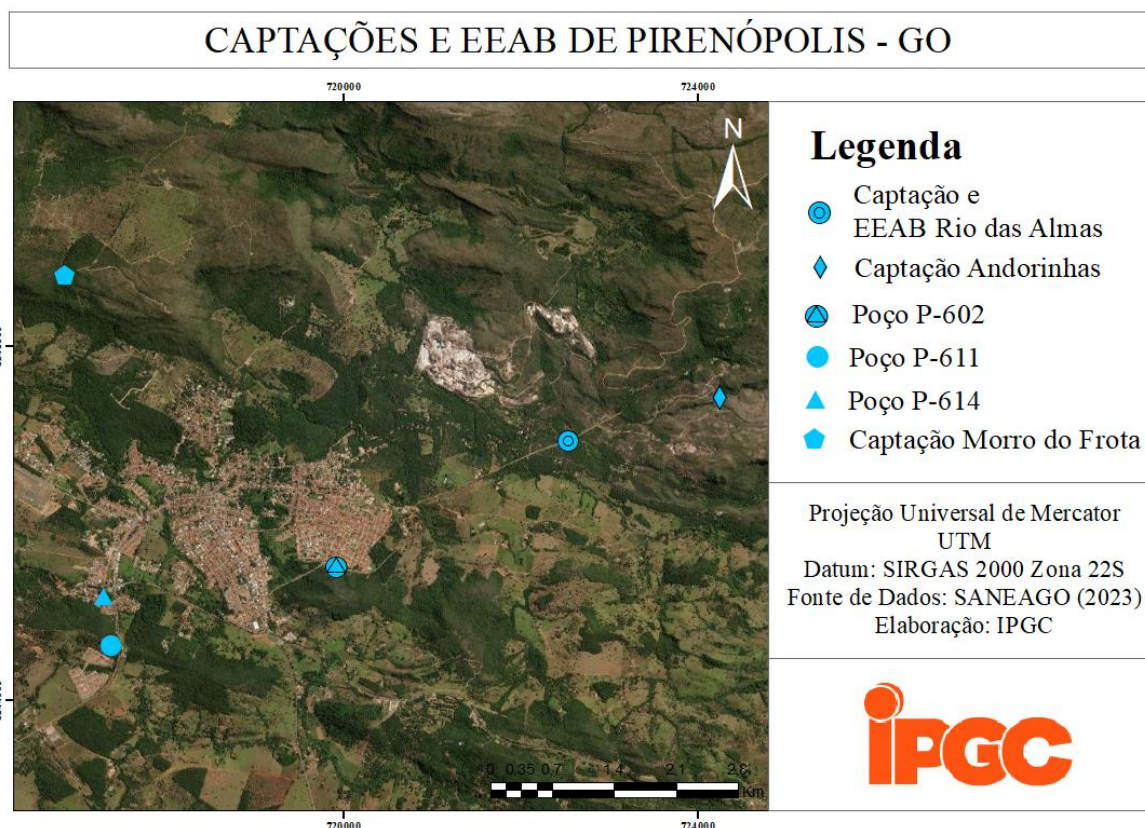 CAPTAÇÕES E EEAB DE PIRENÓPOLIS - GO
720000
724000
N
Legenda
Captação e
EEAB Rio das Almas
Captação Andorinhas
Poço P-602
Poço P-611
Poço P-614
Captação Morro do Frota
Projeção Universal de Mercator
UTM
Datum: SIRGAS 2000 Zona 22S
Fonte de Dados: SANEAGO (2023)
Elaboração: IPGC
0 0.35 0.7 1.4 2.1 2.8
Km
iPGC
720000
724000